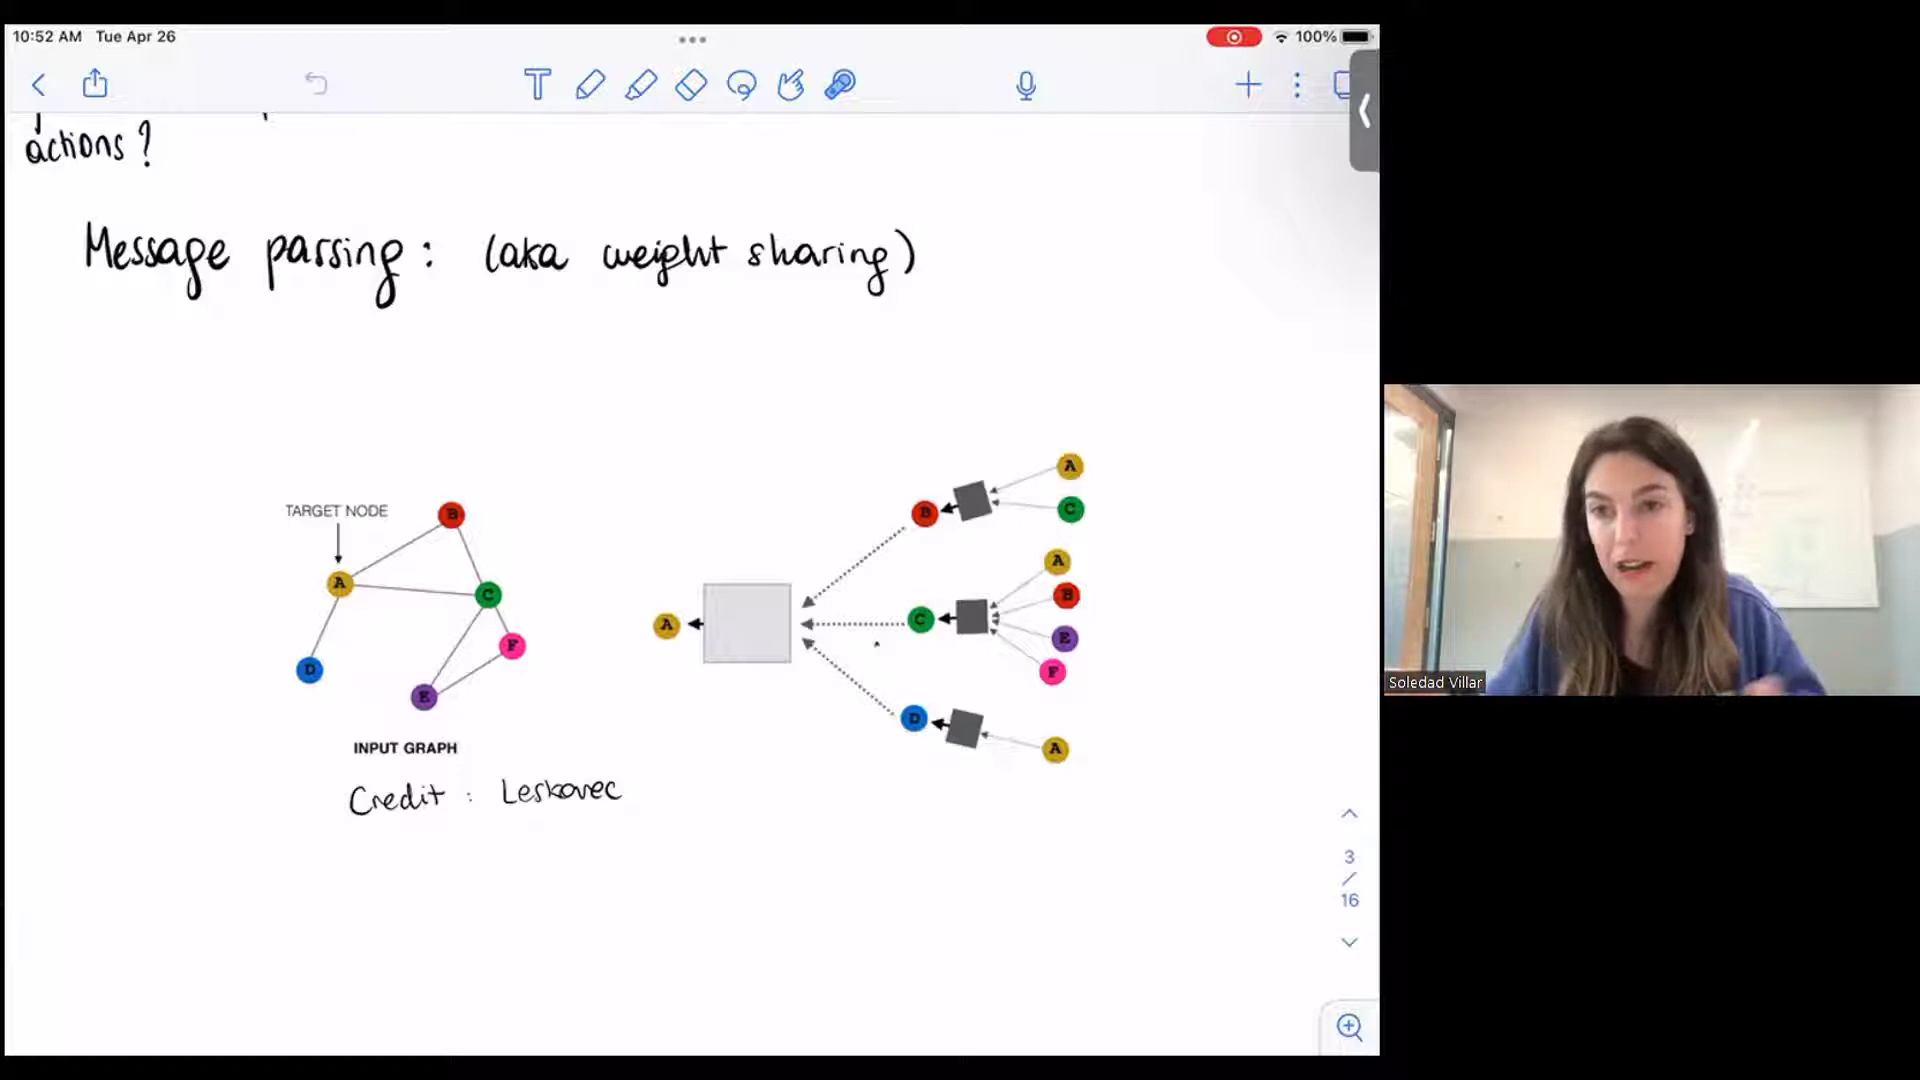 10:52 AM Tue Apr 26
100%
actions?
Message passing: (aka weight sharing)
TARGET NODE
B
A
C
F
D
E
INPUT GRAPH
Credit: Leskovec
A
B
A
C
C
A
B
E
F
D
A
3
/
16
Soledad Villar